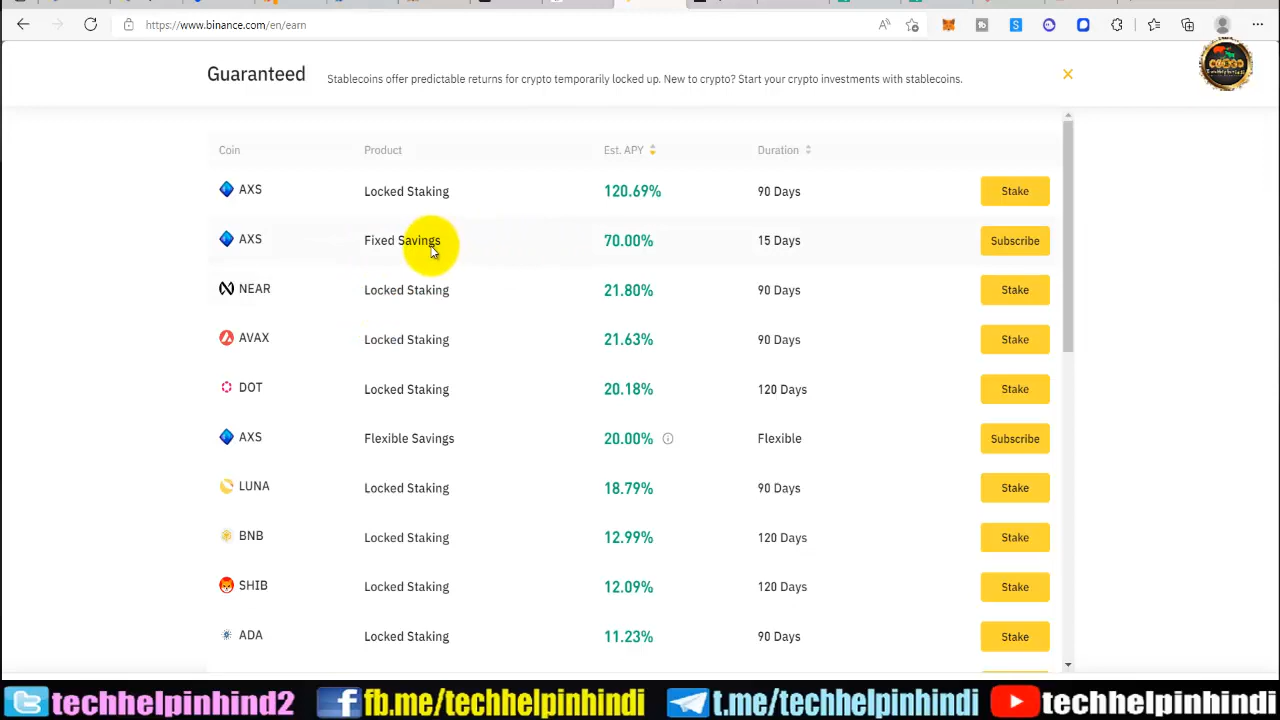 https://www.binance.com/en/earn
Guaranteed
Stablecoins offer predictable returns for crypto temporarily locked up. New to crypto? Start your crypto investments with stablecoins.
Coin Product Est. APY Duration
AXS Locked Staking 120.69% 90 Days Stake
AXS Fixed Savings 70.00% 15 Days Subscribe
NEAR Locked Staking 21.80% 90 Days Stake
AVAX Locked Staking 21.63% 90 Days Stake
DOT Locked Staking 20.18% 120 Days Stake
AXS Flexible Savings 20.00% Flexible Subscribe
LUNA Locked Staking 18.79% 90 Days Stake
BNB Locked Staking 12.99% 120 Days Stake
SHIB Locked Staking 12.09% 120 Days Stake
ADA Locked Staking 11.23% 90 Days Stake
techhelpinhind2 fb.me/techhelpinhindi t.me/techhelpinhindi techhelpinhindi